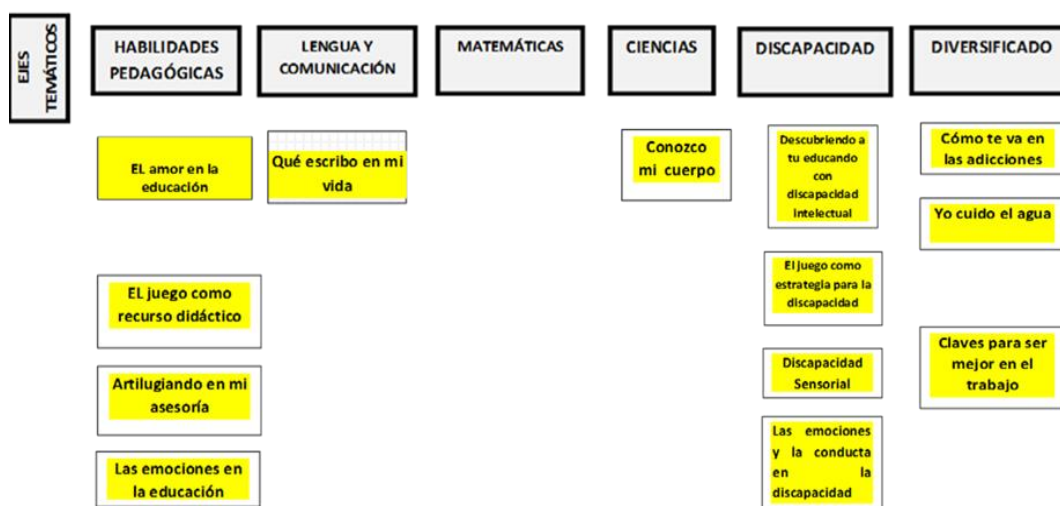 EJES
TEMÁTICOS
HABILIDADES
PEDAGÓGICAS
LENGUA Y
COMUNICACIÓN
MATEMÁTICAS
CIENCIAS
DISCAPACIDAD
DIVERSIFICADO
EL amor en la
educación
EL juego como
recurso didáctico
Artilugiando en mi
asesoría
Las emociones en
la educación
Qué escribo en mi
vida
Conozco
mi cuerpo
Descubriendo a
tu educando
con
discapacidad
intelectual
El juego como
estrategia para la
discapacidad
Discapacidad
Sensorial
Las emociones
y la conducta
en la
discapacidad
Cómo te va en
las adicciones
Yo cuido el agua
Claves para ser
mejor en el
trabajo